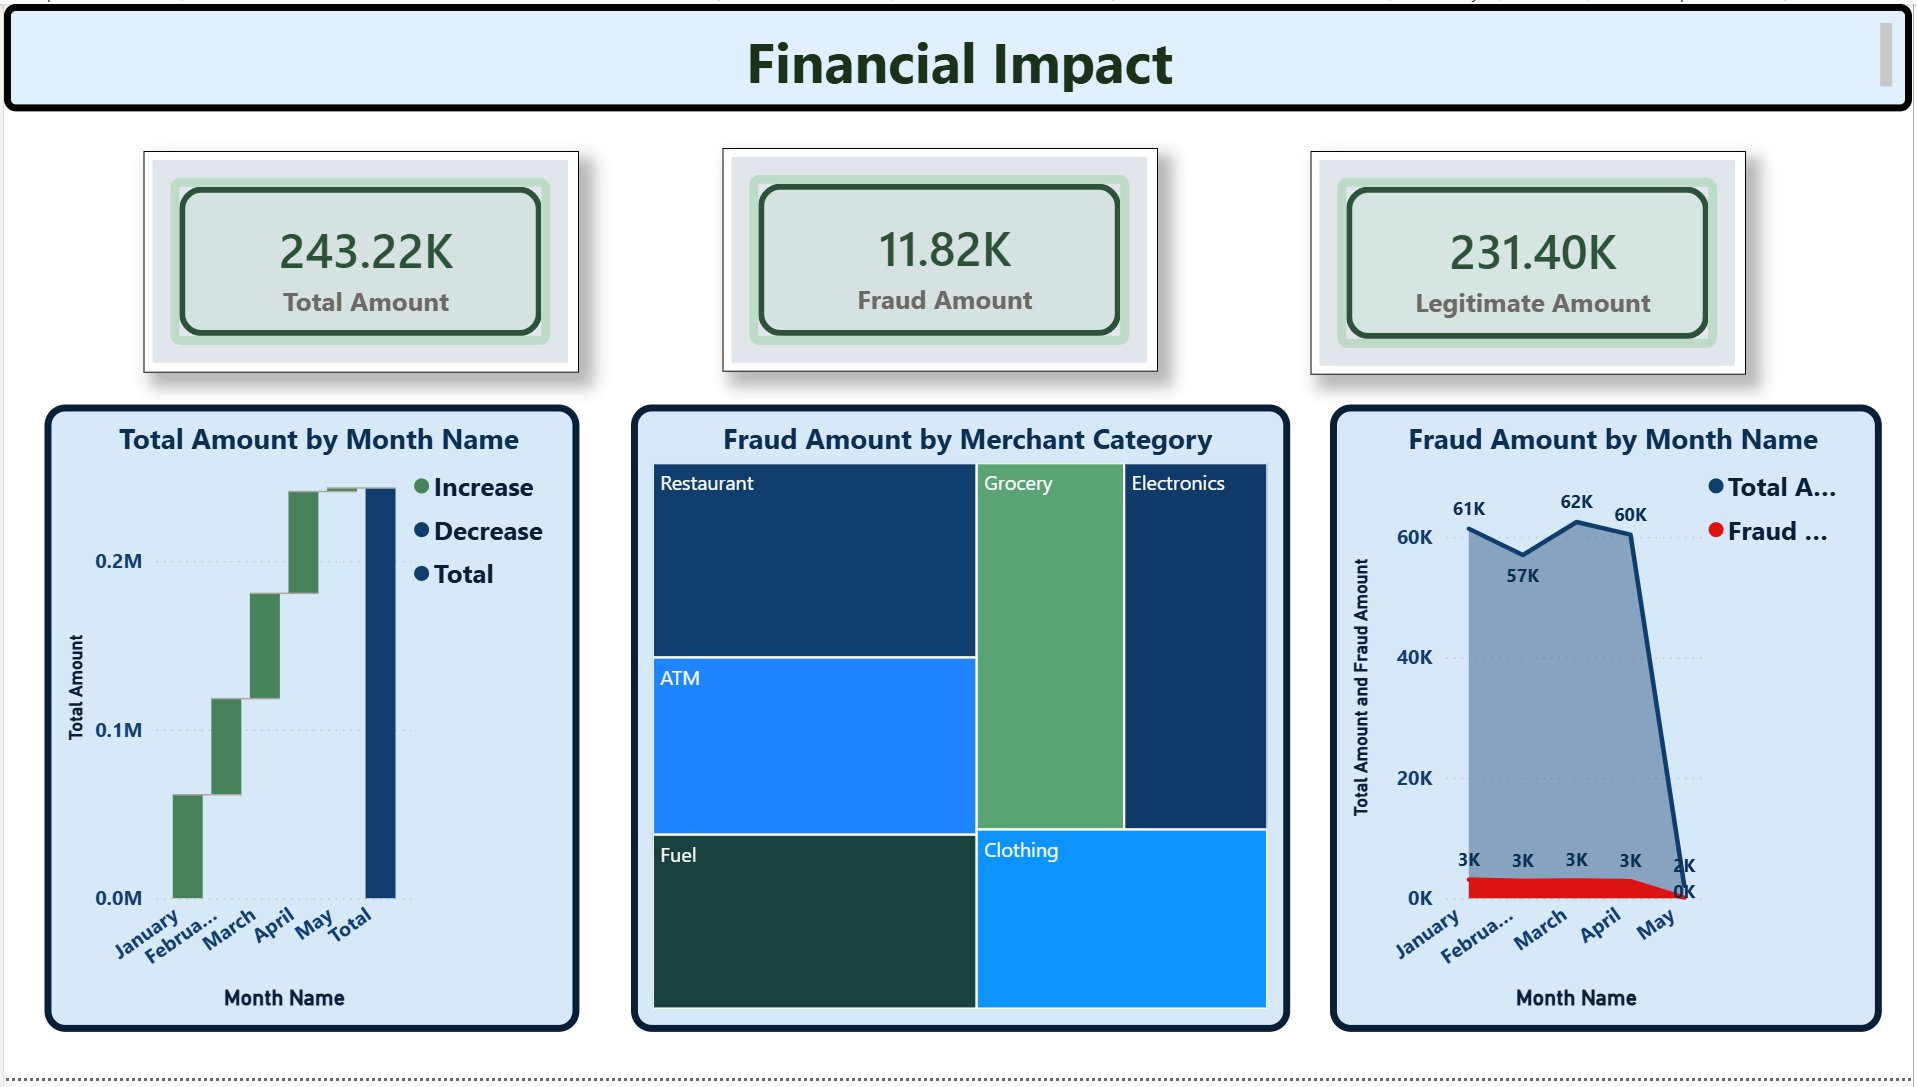 Financial Impact
243.22K
Total Amount
11.82K
Fraud Amount
231.40K
Legitimate Amount
Total Amount by Month Name
Increase
Decrease
Total
Total Amount
0.2M
0.1M
0.0M
January
Februa...
March
April
May
Total
Month Name
Fraud Amount by Merchant Category
Restaurant
ATM
Fuel
Grocery
Electronics
Clothing
Fraud Amount by Month Name
Total A...
Fraud ...
Total Amount and Fraud Amount
60K
40K
20K
0K
61K
57K
62K
60K
2K
3K
3K
3K
3K
0K
January
Februa...
March
April
May
Month Name